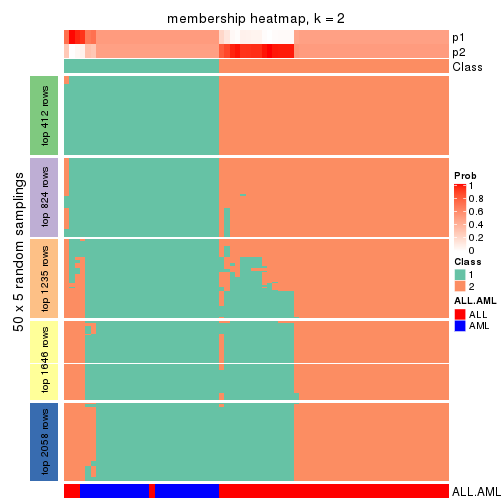 membership heatmap, k = 2
p1
p2
Class
50 x 5 random samplings
top 412 rows
top 824 rows
top 1235 rows
top 1646 rows
top 2058 rows
Prob
1
0.8
0.6
0.4
0.2
0
Class
1
2
ALL.AML
ALL
AML
ALL.AML